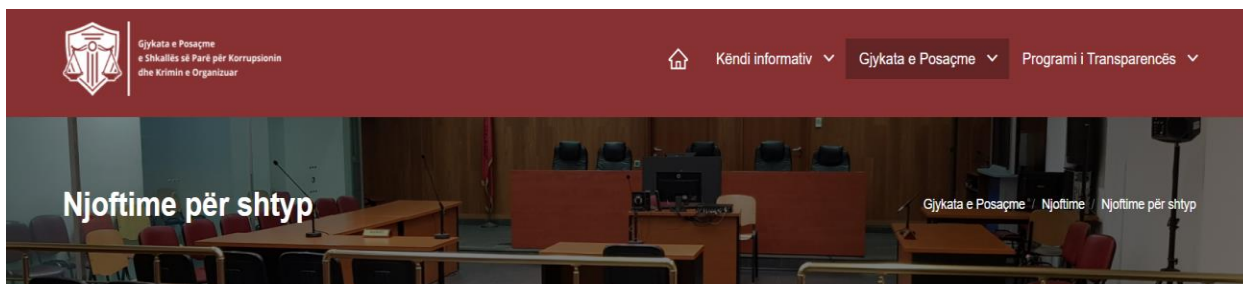 Gjykata e Posaçme
e Shkallës së Parë për Korrupsionin
dhe Krimin e Organizuar
Këndi informativ
Gjykata e Posaçme
Programi i Transparencës
Njoftime për shtyp
Gjykata e Posaçme / Njoftime / Njoftime për shtyp